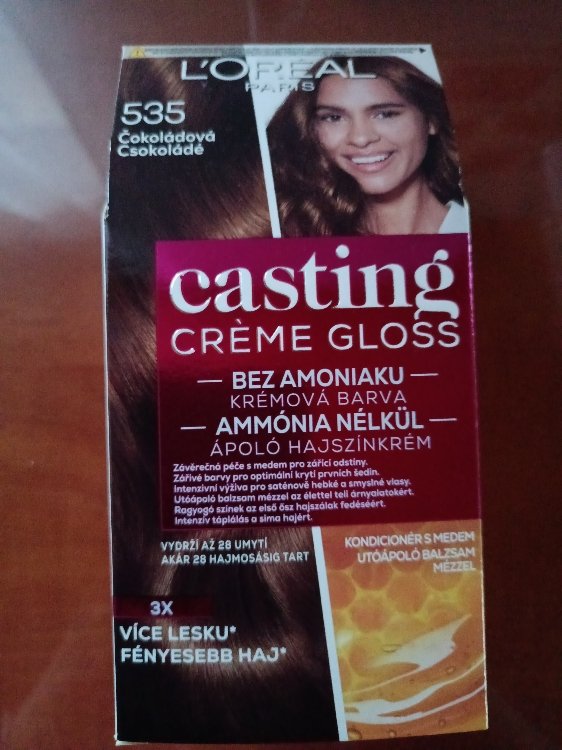 L'ORÉAL
PARIS
535
Čokoládová
Csokoládé
casting
CRÈME GLOSS
BEZ AMONIAKU
KRÉMOVÁ BARVA
AMMÓNIA NÉLKÜL
ÁPOLÓ HAJSZÍNKRÉM
Závěrečná péče s medem pro zářicí odstíny.
Zářivé barvy pro optimální krytí prvních šedin.
Intenzivní výživa pro saténově hebké a smyslné vlasy.
Utóápoló balzsam mézzel az élettel teli árnyalatokért.
Ragyogó színek az első ősz hajszálak fedéséért.
Intenzív táplálás a sima hajért.
VYDRŽÍ AŽ 28 UMYTÍ
AKÁR 28 HAJMOSÁSIG TART
KONDICIONÉR S MEDEM
UTÓÁPOLÓ BALZSAM
MÉZZEL
3X
VÍCE LESKU*
FÉNYESEBB HAJ*